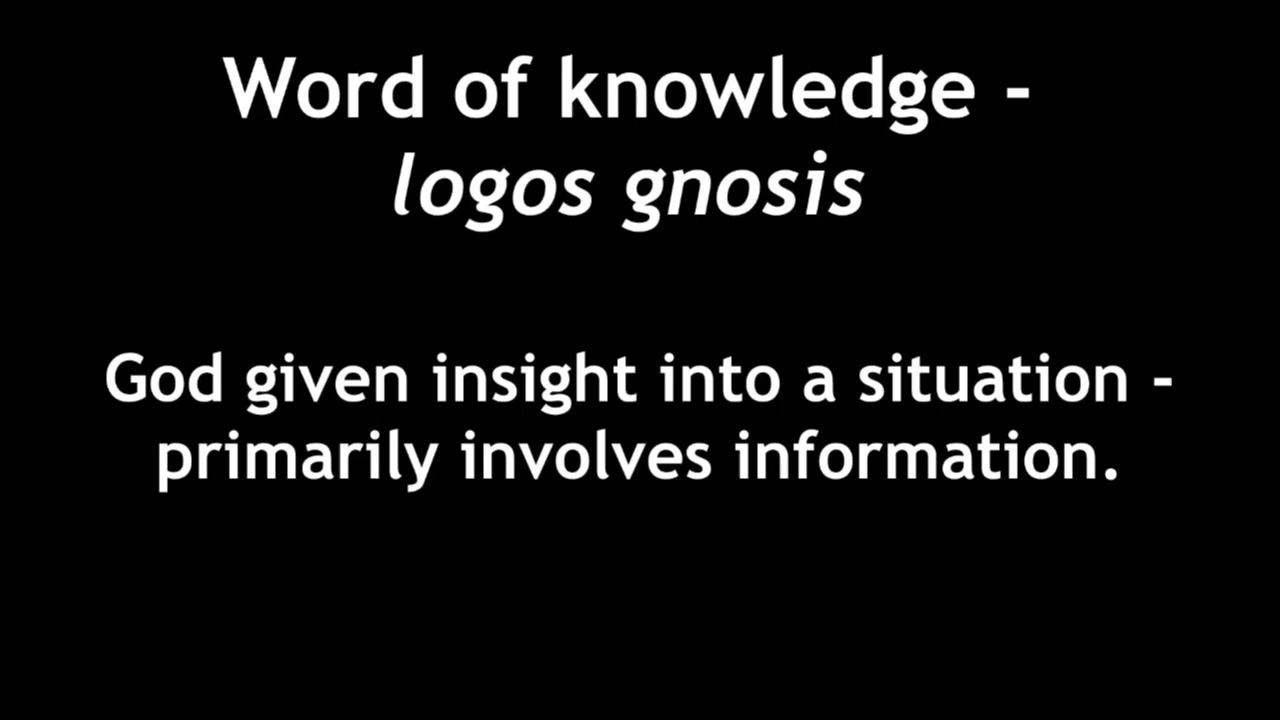 Word of knowledge -
logos gnosis
God given insight into a situation -
primarily involves information.